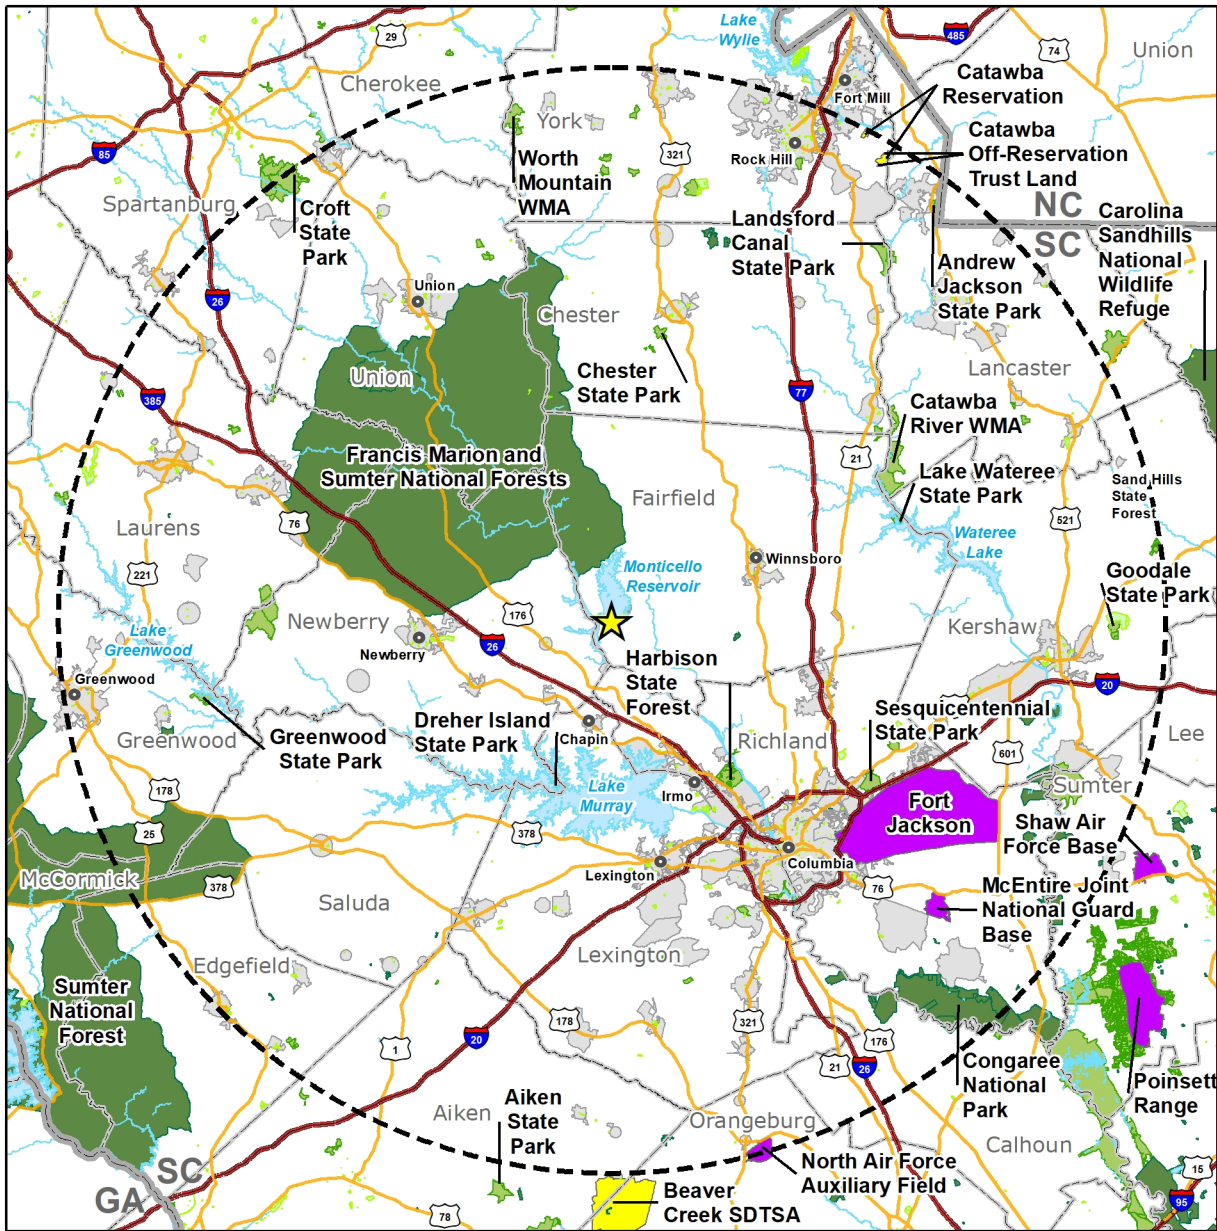 Lake
Wylie
29
485
74
Union
Cherokee
Catawba
Reservation
Fort Mill
York
85
321
Rock Hill
Catawba
Off-Reservation
Trust Land
Worth
Mountain
WMA
Spartanburg
Croft
State
Park
NC
SC
Landsford
Canal
State Park
Carolina
Sandhills
National
Wildlife
Refuge
Andrew
Jackson
State Park
26
Union
Chester
Union
Chester
State Park
Lancaster
385
77
Catawba
River WMA
21
Francis Marion and
Sumter National Forests
Lake Wateree
State Park
Sand Hills
State
Forest
Fairfield
Laurens
76
521
Wateree
Lake
Winnsboro
Monticello
Reservoir
221
Goodale
State Park
176
Newberry
Lake
Greenwood
Newberry
26
Kershaw
Harbison
State
Forest
Greenwood
20
Sesquicentennial
State Park
Dreher Island
State Park
Chapin
Greenwood
Greenwood
State Park
Richland
601
Lee
178
Lake
Murray
Irmo
Sumter
Fort
Jackson
25
378
Shaw Air
Force Base
Columbia
Lexington
McCormick
378
76
McEntire Joint
National Guard
Base
Saluda
Lexington
Edgefield
Sumter
National
Forest
178
321
1
20
176
21
26
Congaree
National
Park
Poinsett
Range
Aiken
Aiken
State
Park
Orangeburg
Calhoun
North Air Force
Auxiliary Field
SC
GA
15
95
78
Beaver
Creek SDTSA